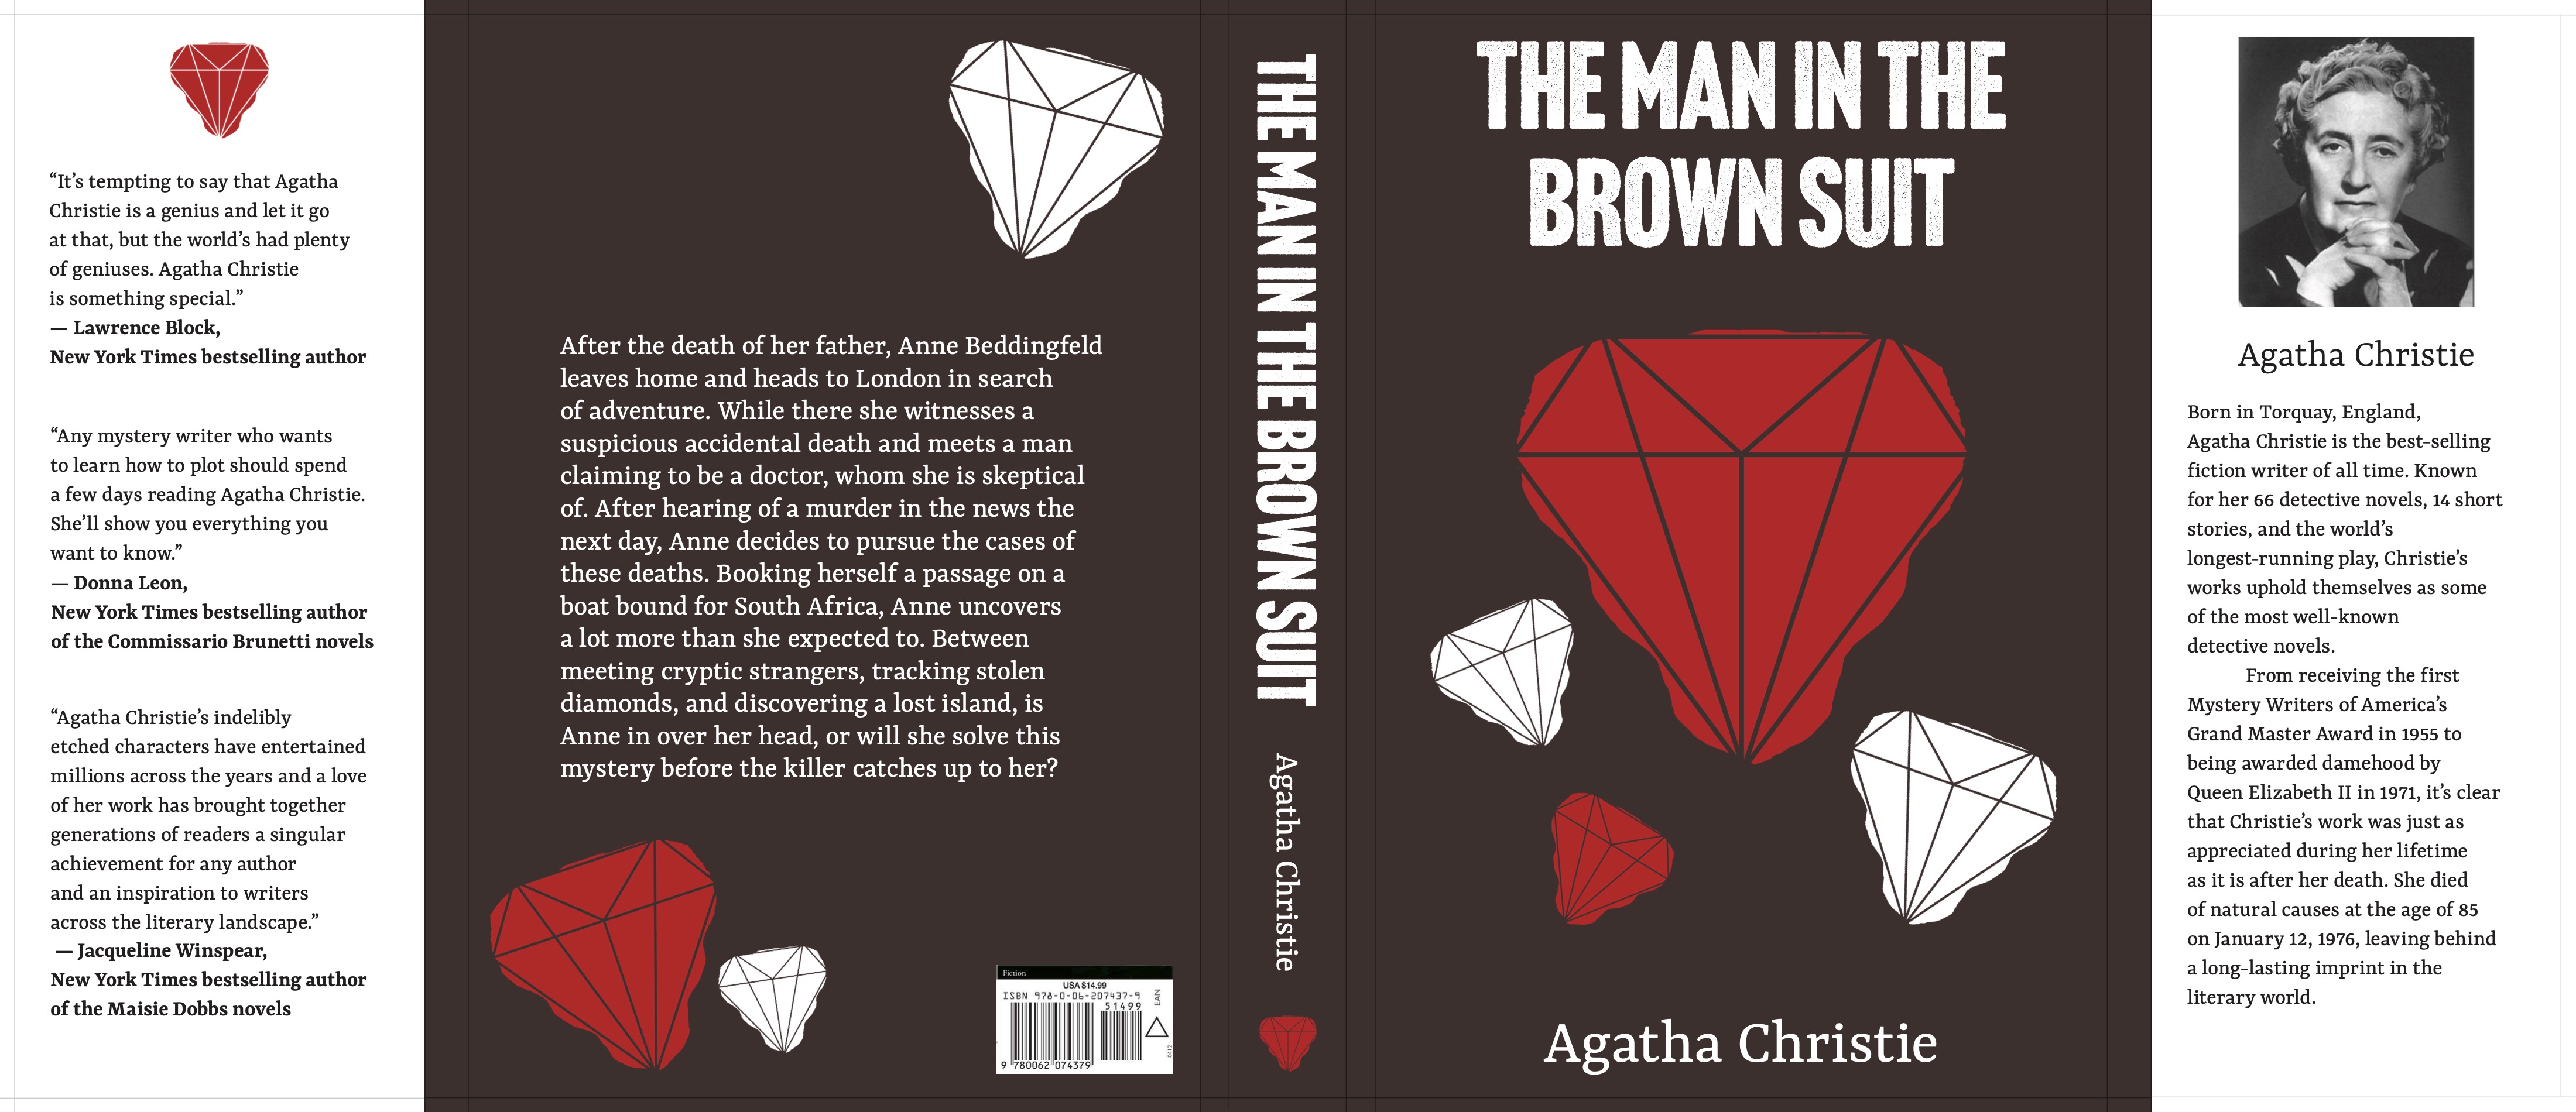 “It’s tempting to say that Agatha
Christie is a genius and let it go
at that, but the world’s had plenty
of geniuses. Agatha Christie
is something special.”
— Lawrence Block,
New York Times bestselling author
“Any mystery writer who wants
to learn how to plot should spend
a few days reading Agatha Christie.
She’ll show you everything you
want to know.”
— Donna Leon,
New York Times bestselling author
of the Commissario Brunetti novels
“Agatha Christie’s indelibly
etched characters have entertained
millions across the years and a love
of her work has brought together
generations of readers a singular
achievement for any author
and an inspiration to writers
across the literary landscape.”
— Jacqueline Winspear,
New York Times bestselling author
of the Maisie Dobbs novels
After the death of her father, Anne Beddingfeld
leaves home and heads to London in search
of adventure. While there she witnesses a
suspicious accidental death and meets a man
claiming to be a doctor, whom she is skeptical
of. After hearing of a murder in the news the
next day, Anne decides to pursue the cases of
these deaths. Booking herself a passage on a
boat bound for South Africa, Anne uncovers
a lot more than she expected to. Between
meeting cryptic strangers, tracking stolen
diamonds, and discovering a lost island, is
Anne in over her head, or will she solve this
mystery before the killer catches up to her?
Fiction
USA $14.99
ISBN 978-0-06-207437-9
51499
EAN
9 780062 074379
THE MAN IN THE BROWN SUIT
Agatha Christie
THE MAN IN THE
BROWN SUIT
Agatha Christie
Agatha Christie
Born in Torquay, England,
Agatha Christie is the best-selling
fiction writer of all time. Known
for her 66 detective novels, 14 short
stories, and the world’s
longest-running play, Christie’s
works uphold themselves as some
of the most well-known
detective novels.
From receiving the first
Mystery Writers of America’s
Grand Master Award in 1955 to
being awarded damehood by
Queen Elizabeth II in 1971, it’s clear
that Christie’s work was just as
appreciated during her lifetime
as it is after her death. She died
of natural causes at the age of 85
on January 12, 1976, leaving behind
a long-lasting imprint in the
literary world.